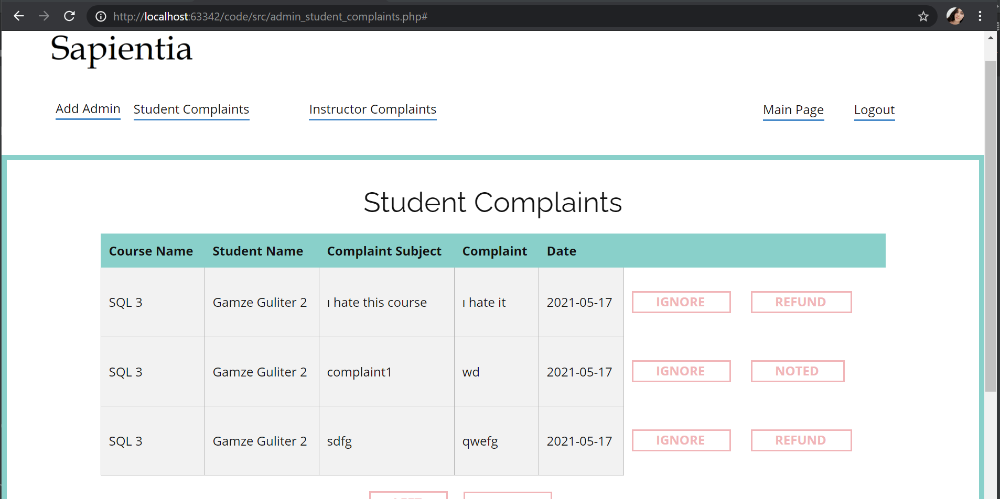 http://localhost:63342/code/src/admin_student_complaints.php#
Sapientia
Add Admin Student Complaints Instructor Complaints Main Page Logout
Student Complaints
Course Name Student Name Complaint Subject Complaint Date
SQL 3 Gamze Guliter 2 ı hate this course ı hate it 2021-05-17 IGNORE REFUND
SQL 3 Gamze Guliter 2 complaint1 wd 2021-05-17 IGNORE NOTED
SQL 3 Gamze Guliter 2 sdfg qwefg 2021-05-17 IGNORE REFUND